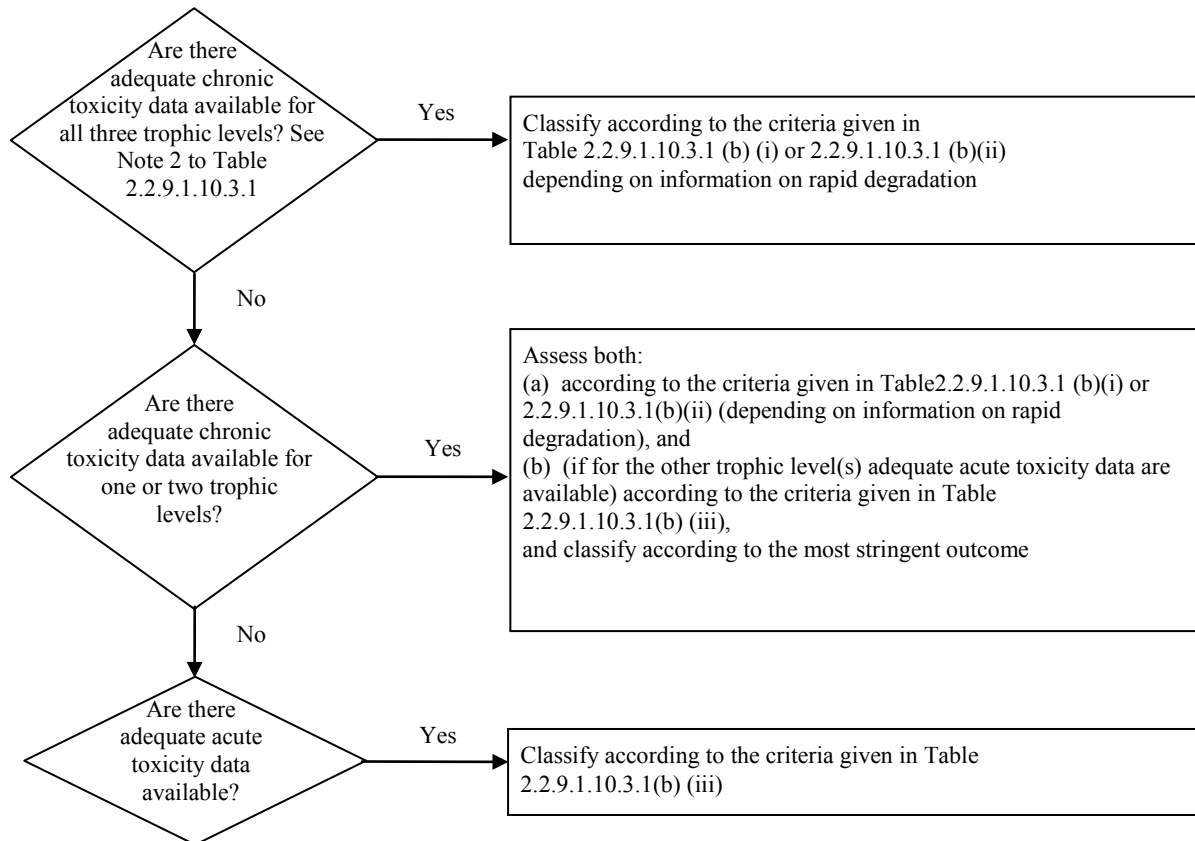 Are there
adequate chronic
toxicity data available for
all three trophic levels? See
Note 2 to Table
2.2.9.1.10.3.1
Yes
Classify according to the criteria given in
Table 2.2.9.1.10.3.1 (b) (i) or 2.2.9.1.10.3.1 (b)(ii)
depending on information on rapid degradation
No
Are there
adequate chronic
toxicity data available for
one or two trophic
levels?
Yes
Assess both:
(a) according to the criteria given in Table2.2.9.1.10.3.1 (b)(i) or
2.2.9.1.10.3.1(b)(ii) (depending on information on rapid
degradation), and
(b) (if for the other trophic level(s) adequate acute toxicity data are
available) according to the criteria given in Table
2.2.9.1.10.3.1(b) (iii),
and classify according to the most stringent outcome
No
Are there
adequate acute
toxicity data
available?
Yes
Classify according to the criteria given in Table
2.2.9.1.10.3.1(b) (iii)